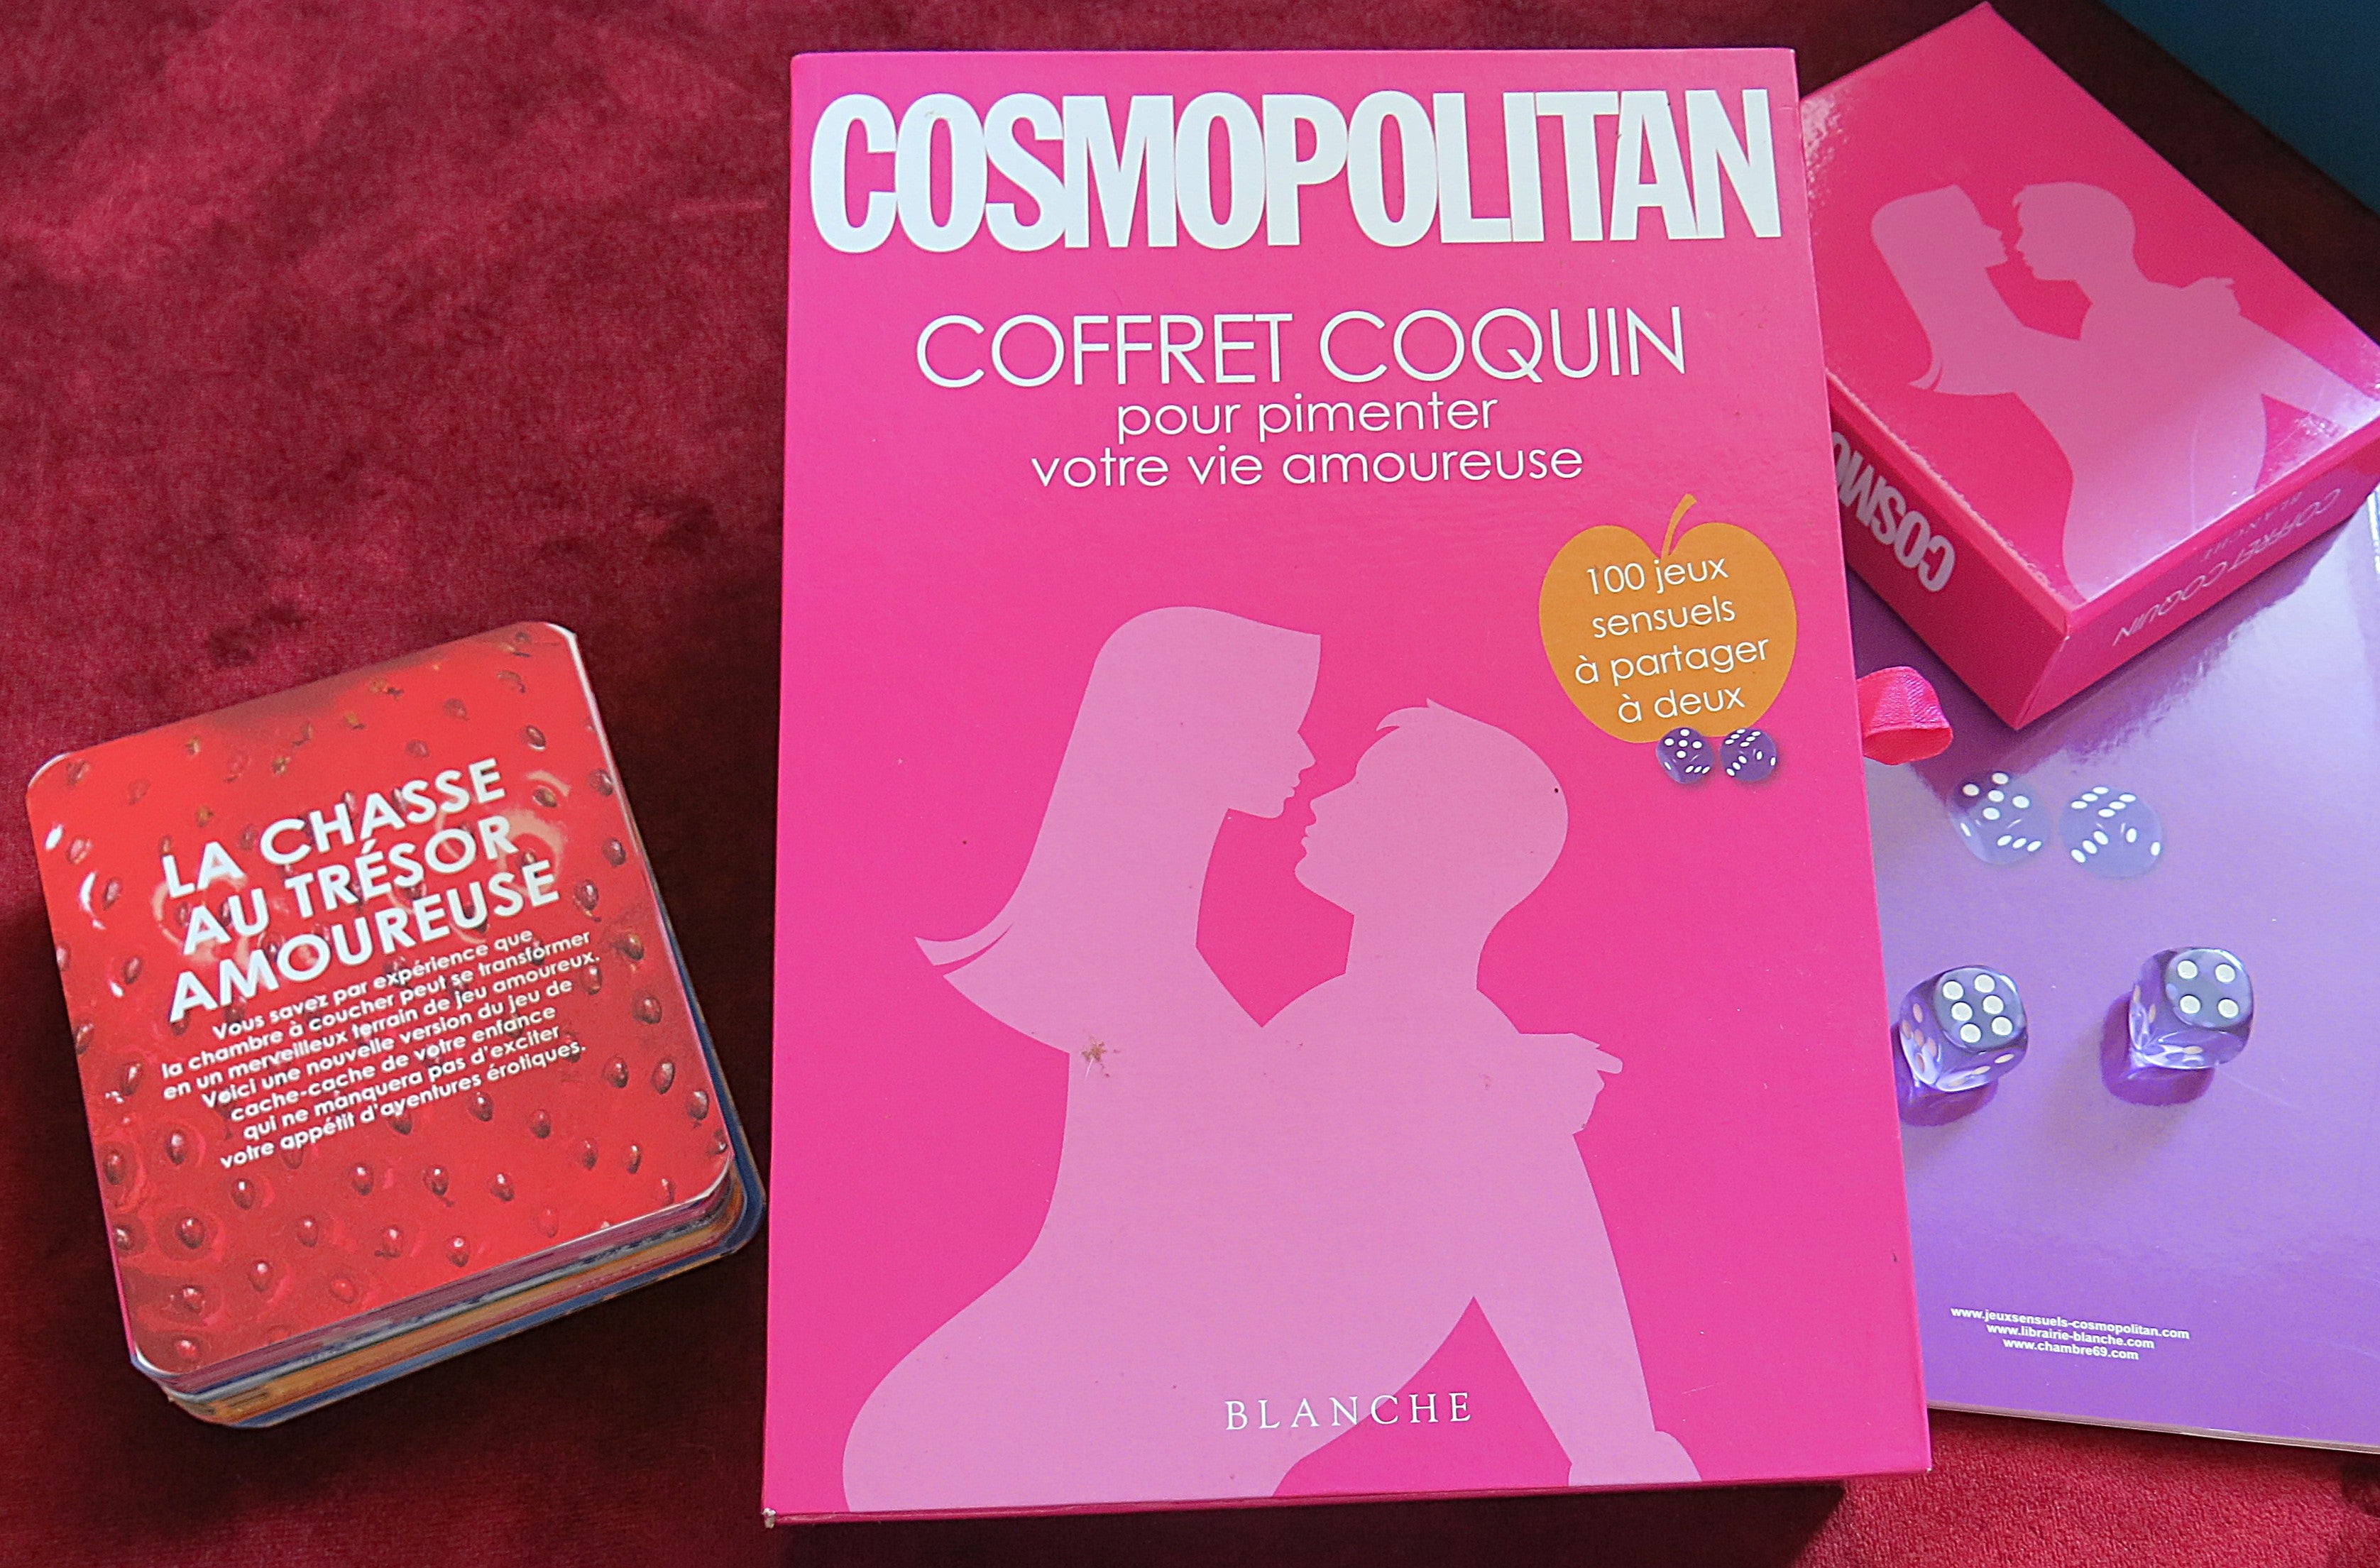 LA CHASSE
AU TRÉSOR
AMOUREUSE
Vous savez par expérience que
la chambre à coucher peut se transformer
en un merveilleux terrain de jeu amoureux.
Voici une nouvelle version du jeu de
cache-cache de votre enfance
qui ne manquera pas d'exciter
votre appétit d'aventures érotiques.
COSMOPOLITAN
COFFRET COQUIN
pour pimenter
votre vie amoureuse
100 jeux
sensuels
à partager
à deux
BLANCHE
COSMO
COFFRET COQUIN
BLANCHE
www.jeuxsensuels-cosmopolitan.com
www.librairie-blanche.com
www.chambre69.com